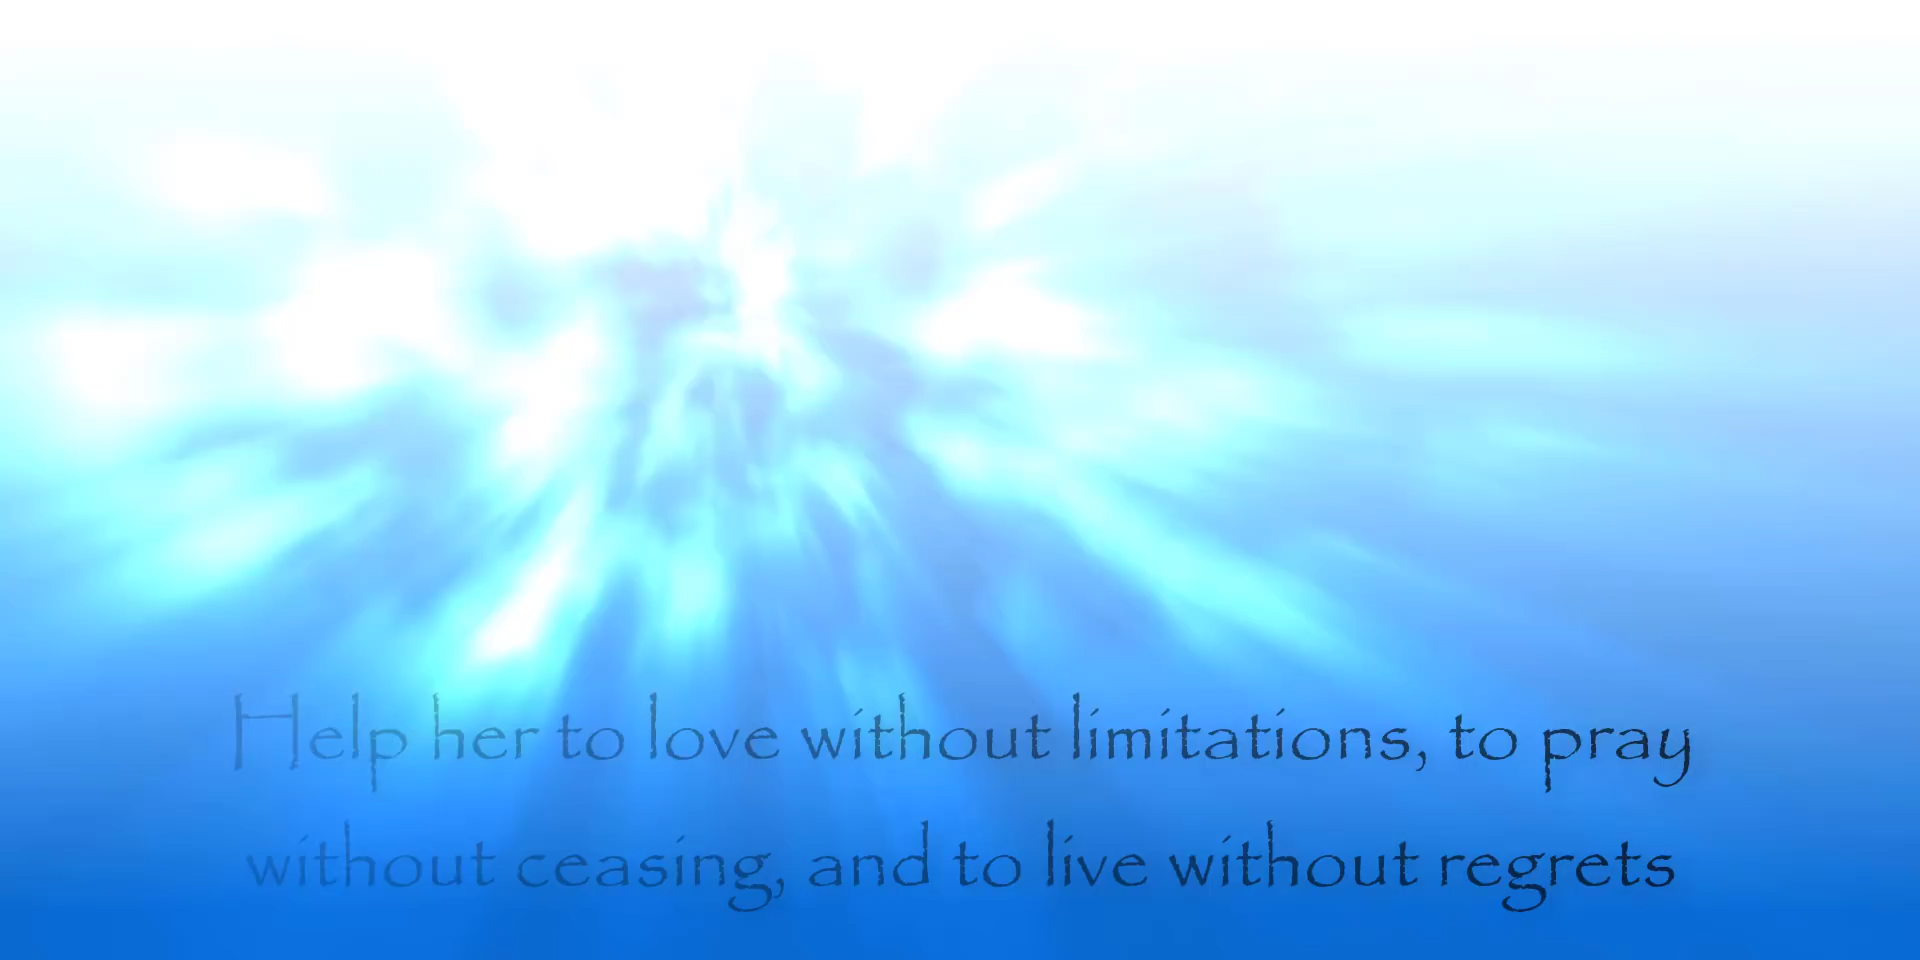 Help her to love without limitations, to pray
without ceasing, and to live without regrets